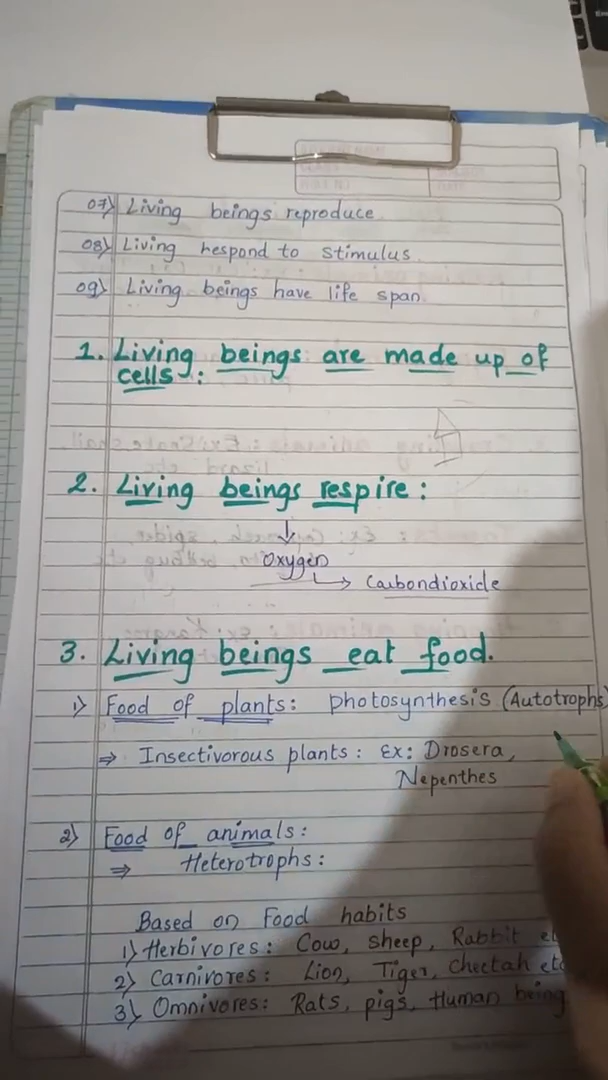 07) Living beings reproduce
08) Living respond to stimulus
09) Living beings have life span
1. Living beings are made up of
cells:
2. Living beings respire:
Oxygen
Carbondioxide
3. Living beings eat food.
1) Food of plants: photosynthesis (Autotrophs)
⇒ Insectivorous plants: Ex: Drosera,
Nepenthes
2) Food of animals:
⇒ Heterotrophs:
Based on Food habits
1) Herbivores: Cow, sheep, Rabbit et
2) Carnivores: Lion, Tiger, Cheetah etc
3) Omnivores: Rats, pigs, Human being